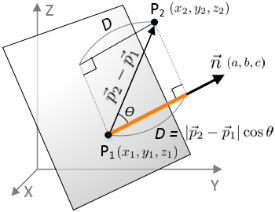 Z
D
P₂ (x₂, y₂, z₂)
n⃗ (a, b, c)
p⃗₂ − p⃗₁
θ
D = |p⃗₂ − p⃗₁| cos θ
P₁(x₁, y₁, z₁)
X
Y